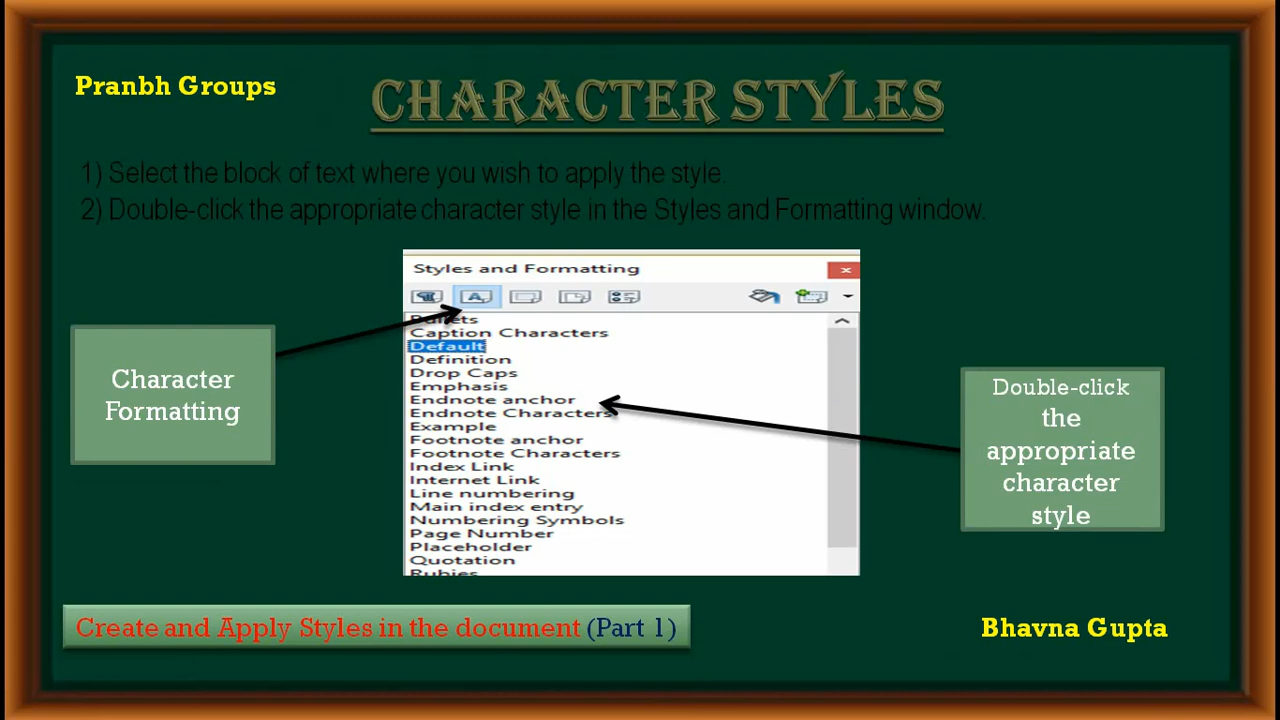 Pranbh Groups
CHARACTER STYLES
1) Select the block of text where you wish to apply the style.
2) Double-click the appropriate character style in the Styles and Formatting window.
Styles and Formatting
Bullets
Caption Characters
Default
Definition
Drop Caps
Emphasis
Endnote anchor
Endnote Characters
Example
Footnote anchor
Footnote Characters
Index Link
Internet Link
Line numbering
Main index entry
Numbering Symbols
Page Number
Placeholder
Quotation
Rubies
Character
Formatting
Double-click
the
appropriate
character
style
Create and Apply Styles in the document (Part 1)
Bhavna Gupta